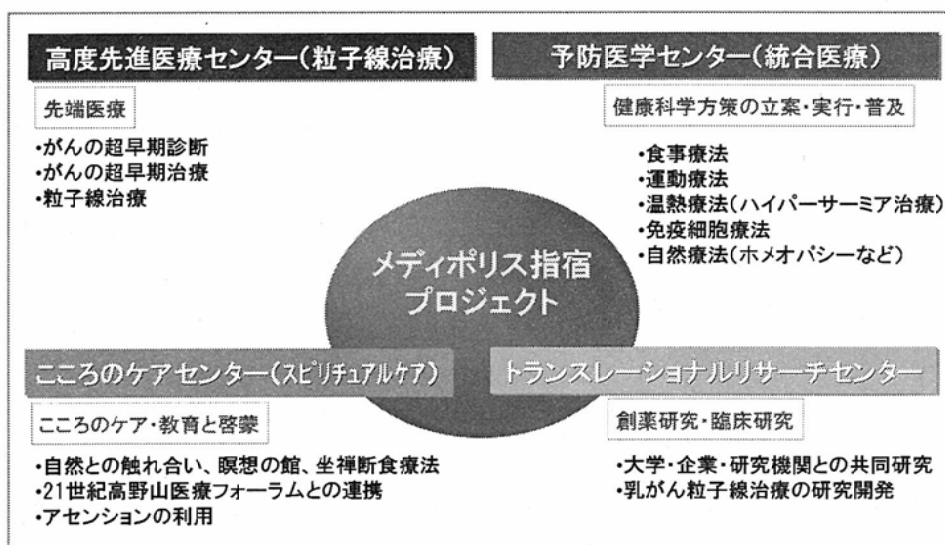 高度先進医療センター(粒子線治療)
先端医療
・がんの超早期診断
・がんの超早期治療
・粒子線治療
予防医学センター(統合医療)
健康科学方策の立案・実行・普及
・食事療法
・運動療法
・温熱療法(ハイパーサーミア治療)
・免疫細胞療法
・自然療法(ホメオパシーなど)
メディポリス指宿
プロジェクト
こころのケアセンター(スピリチュアルケア)
こころのケア・教育と啓蒙
・自然との触れ合い、瞑想の館、坐禅断食療法
・21世紀高野山医療フォーラムとの連携
・アセンションの利用
トランスレーショナルリサーチセンター
創薬研究・臨床研究
・大学・企業・研究機関との共同研究
・乳がん粒子線治療の研究開発